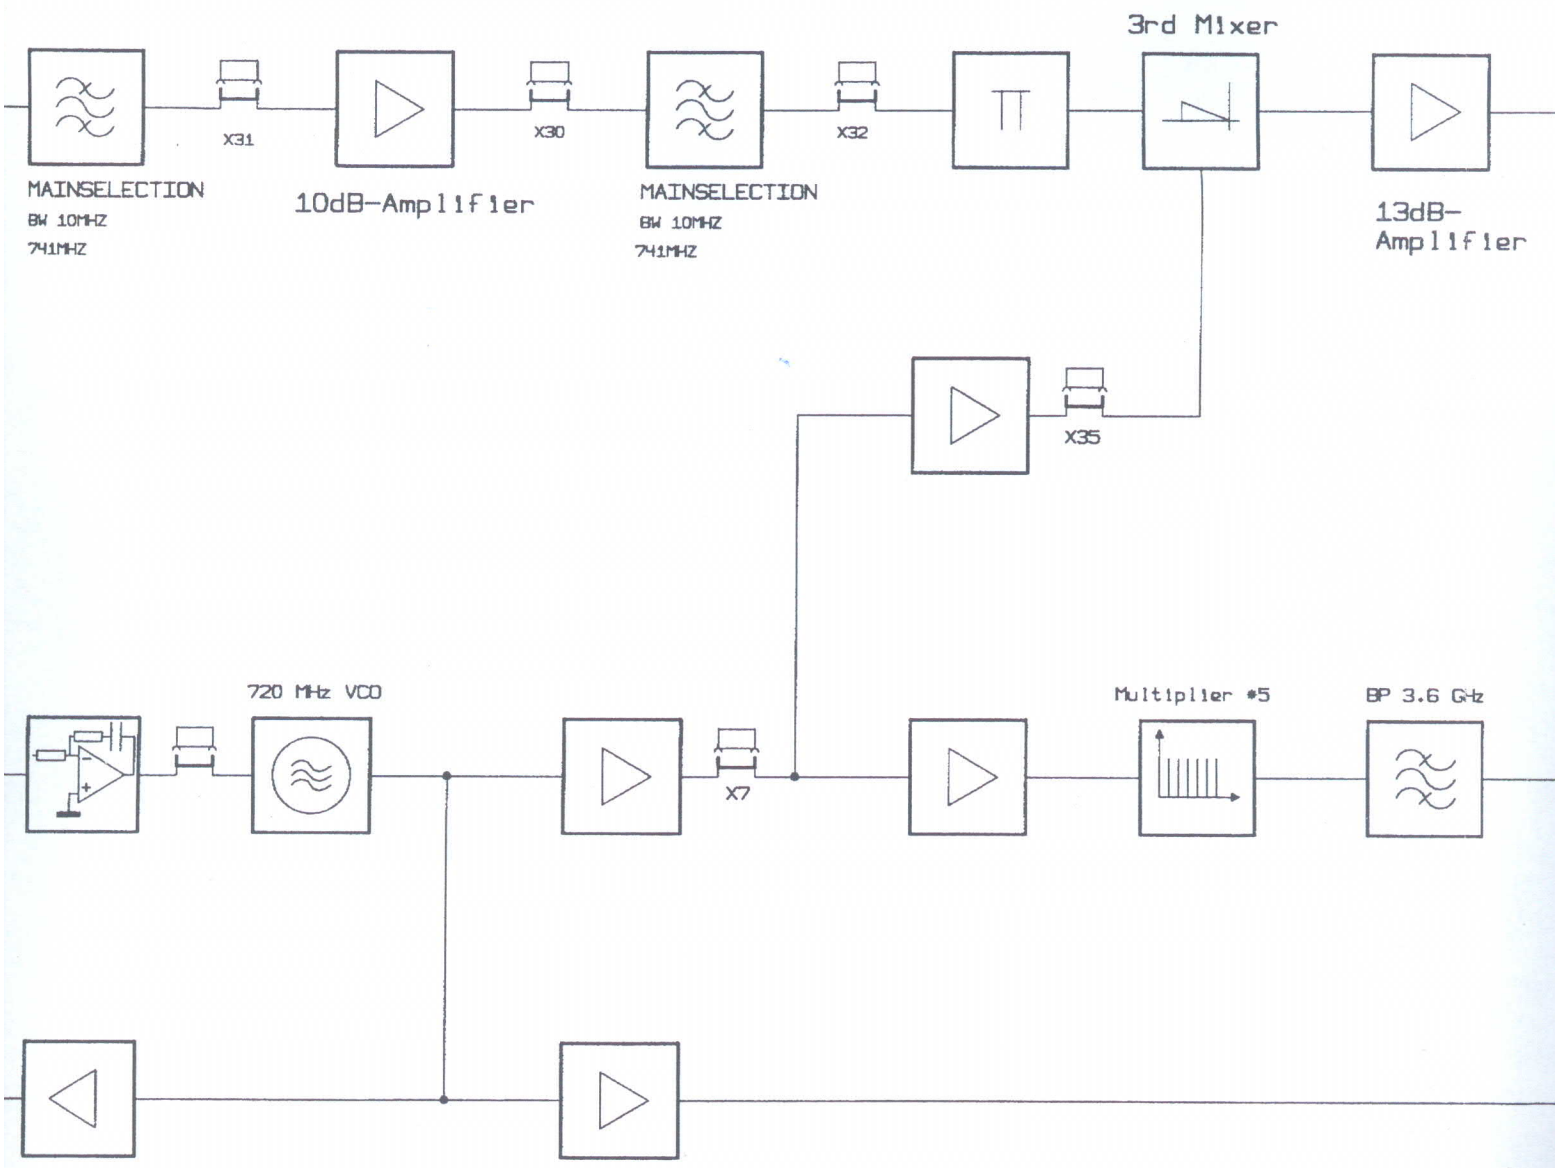 3rd Mixer
X31
X30
X32
MAINSELECTION
BW 10MHZ
741MHZ
10dB-Amplifier
MAINSELECTION
BW 10MHZ
741MHZ
13dB-
Amplifier
X35
720 MHz VCO
Multiplier *5
BP 3.6 GHz
X7